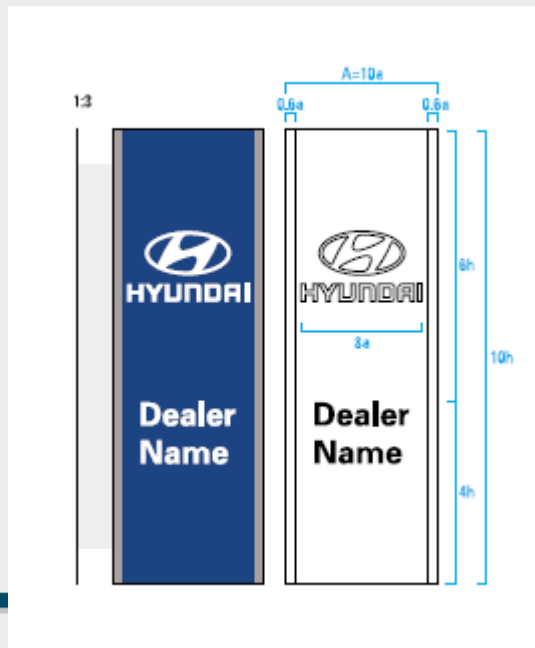 A=10a
1:3
0.6a
0.6a
HYUNDAI
HYUNDAI
6h
8a
10h
Dealer
Name
Dealer
Name
4h